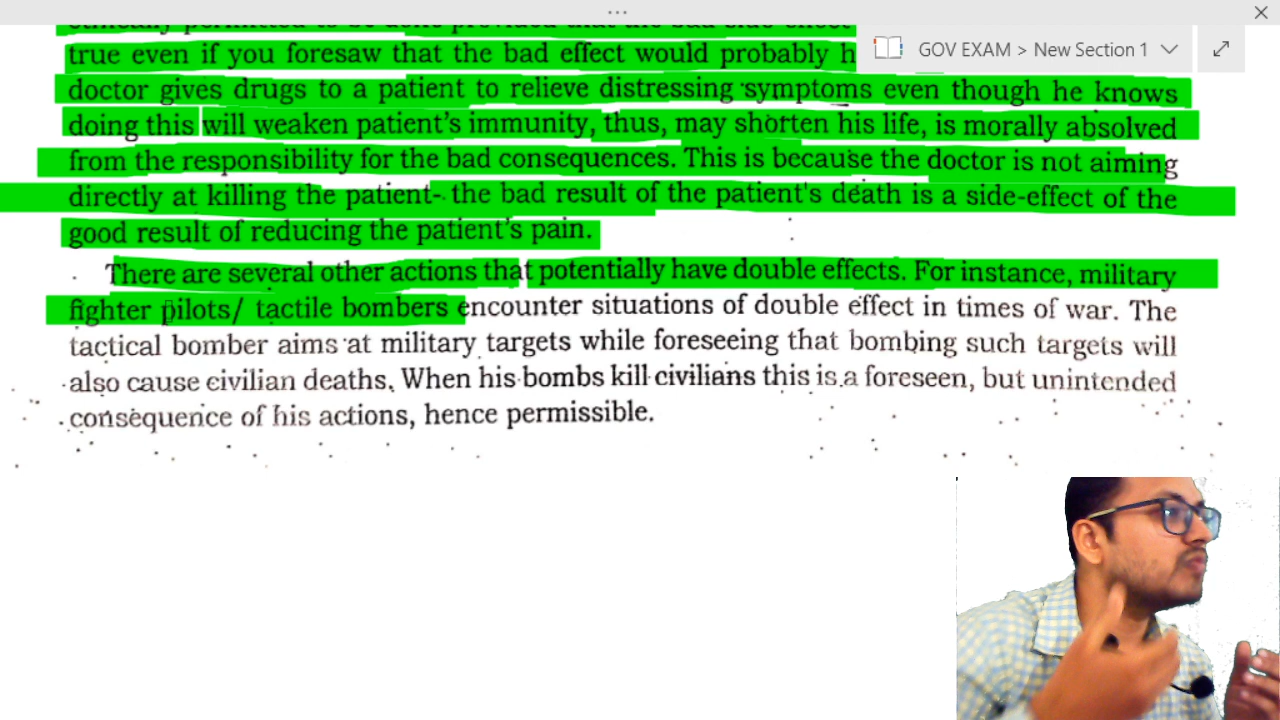 true even if you foresaw that the bad effect would probably h
GOV EXAM > New Section 1
doctor gives drugs to a patient to relieve distressing symptoms even though he knows
doing this will weaken patient's immunity, thus, may shorten his life, is morally absolved
from the responsibility for the bad consequences. This is because the doctor is not aiming
directly at killing the patient- the bad result of the patient's death is a side-effect of the
good result of reducing the patient's pain.
There are several other actions that potentially have double effects. For instance, military
fighter pilots/ tactile bombers encounter situations of double effect in times of war. The
tactical bomber aims at military targets while foreseeing that bombing such targets will
also cause civilian deaths. When his bombs kill civilians this is a foreseen, but unintended
consequence of his actions, hence permissible.